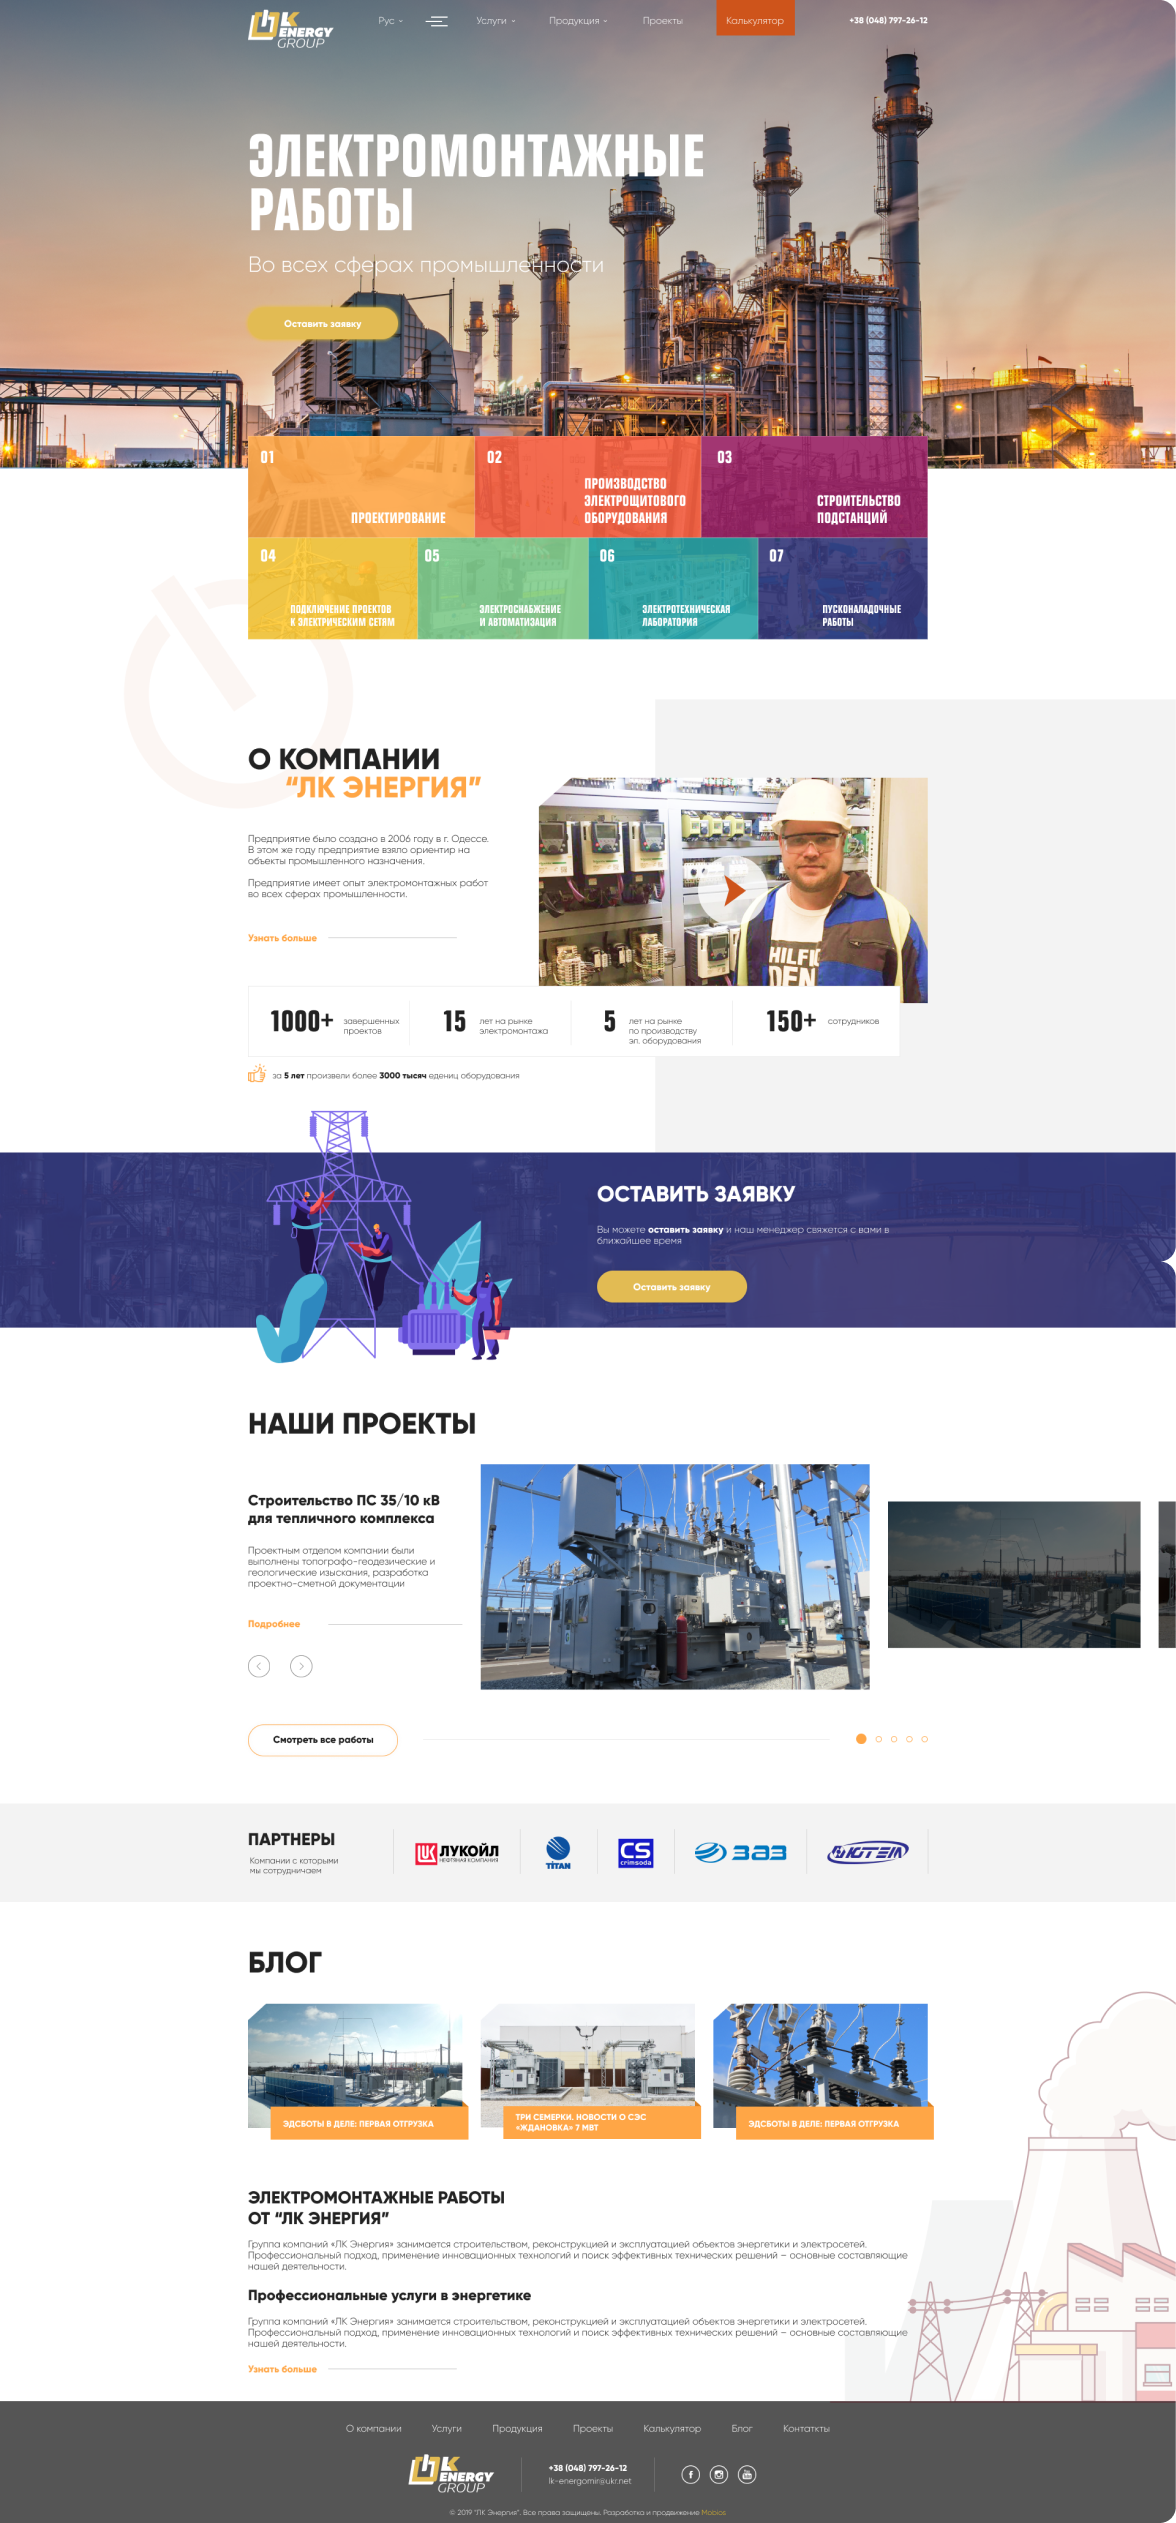 LK
ENERGY
GROUP
Рус
Услуги
Продукция
Проекты
Калькулятор
+38 (048) 797-26-12
ЭЛЕКТРОМОНТАЖНЫЕ
РАБОТЫ
Во всех сферах промышленности
Оставить заявку
01
ПРОЕКТИРОВАНИЕ
02
ПРОИЗВОДСТВО
ЭЛЕКТРОЩИТОВОГО
ОБОРУДОВАНИЯ
03
СТРОИТЕЛЬСТВО
ПОДСТАНЦИЙ
04
ПОДКЛЮЧЕНИЕ ПРОЕКТОВ
К ЭЛЕКТРИЧЕСКИМ СЕТЯМ
05
ЭЛЕКТРОСНАБЖЕНИЕ
И АВТОМАТИЗАЦИЯ
06
ЭЛЕКТРОТЕХНИЧЕСКАЯ
ЛАБОРАТОРИЯ
07
ПУСКОНАЛАДОЧНЫЕ
РАБОТЫ
О КОМПАНИИ
“ЛК ЭНЕРГИЯ”
Предприятие было создано в 2006 году в г. Одессе.
В этом же году предприятие взяло ориентир на
объекты промышленного назначения.
Предприятие имеет опыт электромонтажных работ
во всех сферах промышленности.
Узнать больше
HILFIG
DEN
1000+
завершенных
проектов
15
лет на рынке
электромонтажа
5
лет на рынке
по производству
эл. оборудования
150+
сотрудников
за 5 лет произвели более 3000 тысяч едениц оборудования
ОСТАВИТЬ ЗАЯВКУ
Вы можете оставить заявку и наш менеджер свяжется с вами в
ближайшее время
Оставить заявку
НАШИ ПРОЕКТЫ
Строительство ПС 35/10 кВ
для тепличного комплекса
Проектным отделом компании были
выполнены топографо-геодезические и
геологические изыскания, разработка
проектно-сметной документации
Подробнее
Смотреть все работы
ПАРТНЕРЫ
Компании с которыми
мы сотрудничаем
ЛУКОЙЛ
НЕФТЯНАЯ КОМПАНИЯ
TITAN
CS
crimsoda
ЗАЗ
ЮТЕМ
БЛОГ
ЭДСБОТЫ В ДЕЛЕ: ПЕРВАЯ ОТГРУЗКА
ТРИ СЕМЕРКИ. НОВОСТИ О СЭС
«ЖДАНОВКА» 7 МВТ
ЭДСБОТЫ В ДЕЛЕ: ПЕРВАЯ ОТГРУЗКА
ЭЛЕКТРОМОНТАЖНЫЕ РАБОТЫ
ОТ “ЛК ЭНЕРГИЯ”
Группа компаний «ЛК Энергия» занимается строительством, реконструкцией и эксплуатацией объектов энергетики и электросетей.
Профессиональный подход, применение инновационных технологий и поиск эффективных технических решений – основные составляющие
нашей деятельности.
Профессиональные услуги в энергетике
Группа компаний «ЛК Энергия» занимается строительством, реконструкцией и эксплуатацией объектов энергетики и электросетей.
Профессиональный подход, применение инновационных технологий и поиск эффективных технических решений – основные составляющие
нашей деятельности.
Узнать больше
О компании
Услуги
Продукция
Проекты
Калькулятор
Блог
Контаткты
LK
ENERGY
GROUP
+38 (048) 797-26-12
lk-energomir@ukr.net
© 2019 "ЛК Энергия". Все права защищены. Разработка и продвижение Mobios